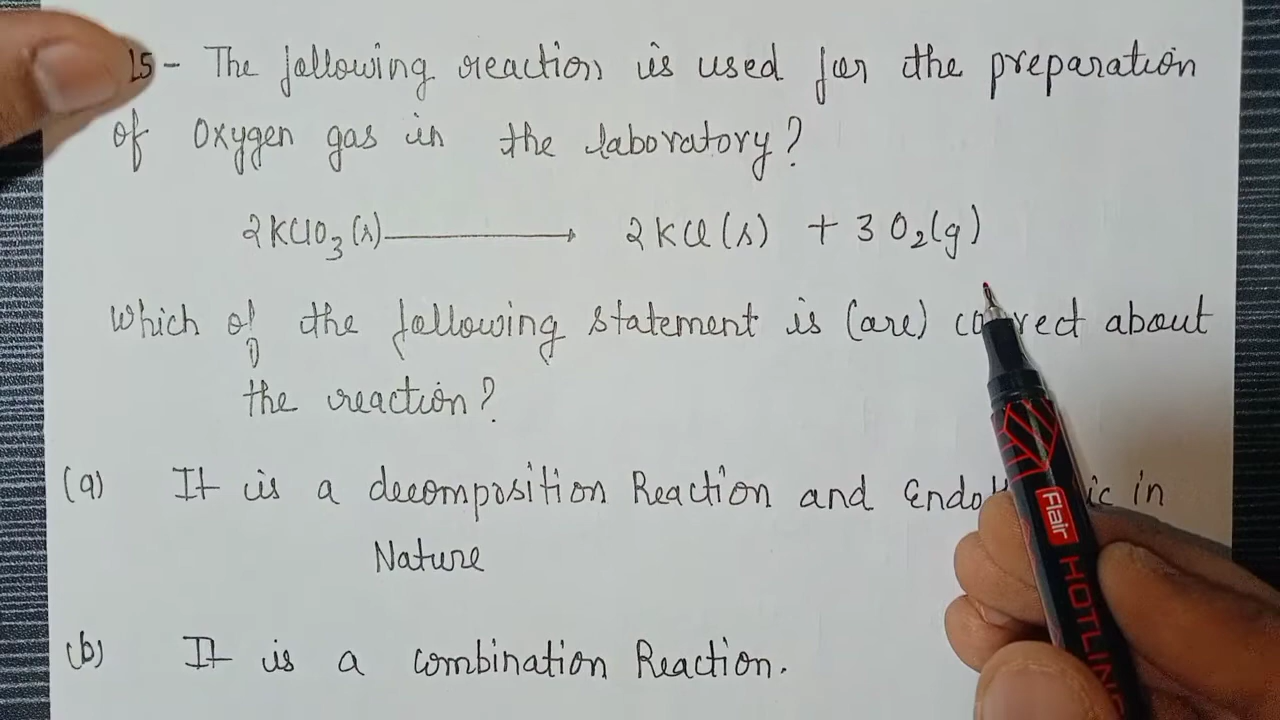 15- The following reaction is used for the preparation
of Oxygen gas in the laboratory?
2KClO3(s) → 2KCl(s) + 3O2(g)
Which of the following statement is (are) correct about
the reaction?
(a) It is a decomposition Reaction and in
Nature
(b) It is a combination Reaction.
Flair HOTLINE